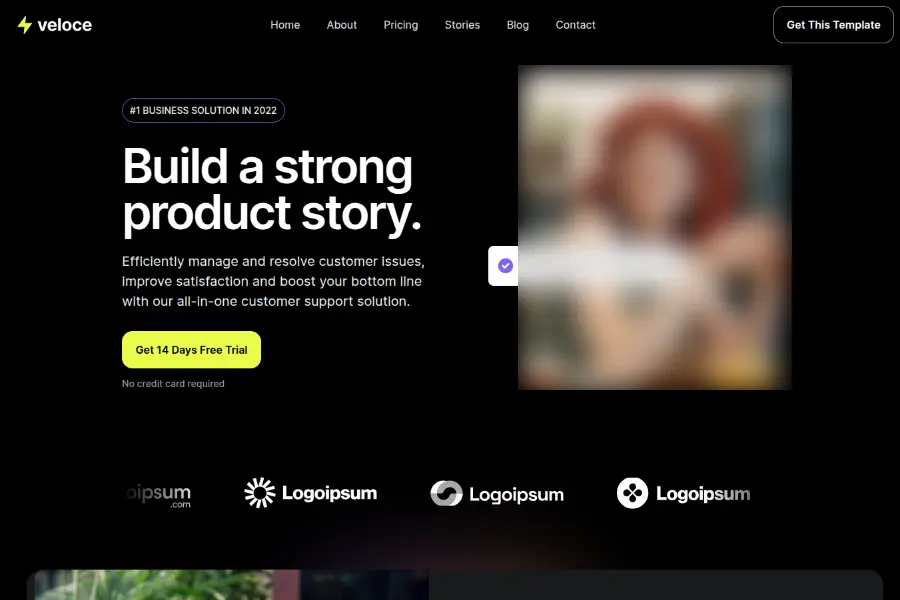 veloce
Home
About
Pricing
Stories
Blog
Contact
Get This Template
#1 BUSINESS SOLUTION IN 2022
Build a strong
product story.
Efficiently manage and resolve customer issues,
improve satisfaction and boost your bottom line
with our all-in-one customer support solution.
Get 14 Days Free Trial
No credit card required
oipsum
.com
Logoipsum
Logoipsum
Logoipsum